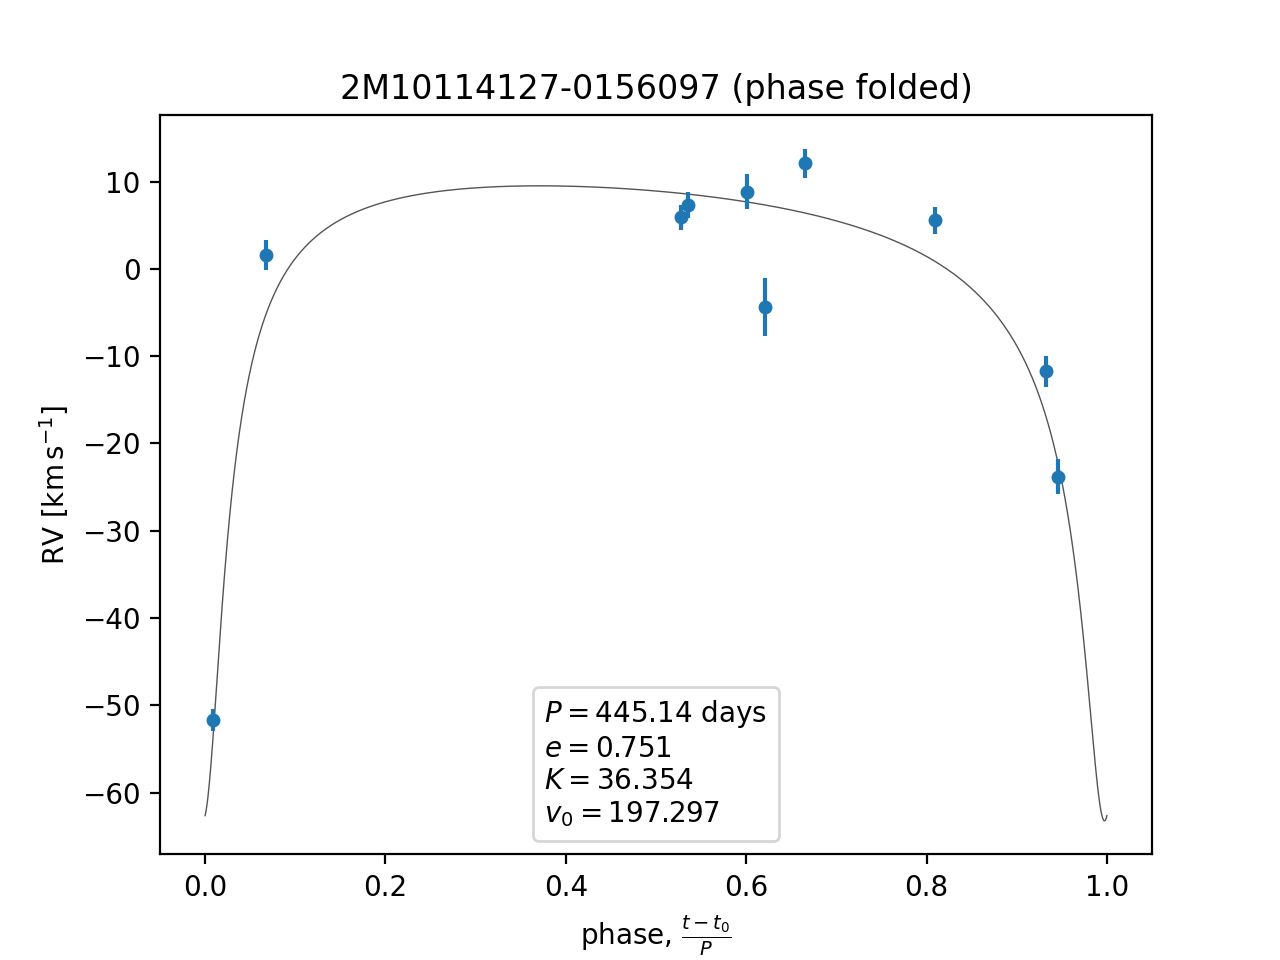 2M10114127-0156097 (phase folded)
10
0
−10
−20
−30
−40
−50
−60
RV [km s⁻¹]
P = 445.14 days
e = 0.751
K = 36.354
v₀ = 197.297
0.0 0.2 0.4 0.6 0.8 1.0
phase, (t − t₀)/P